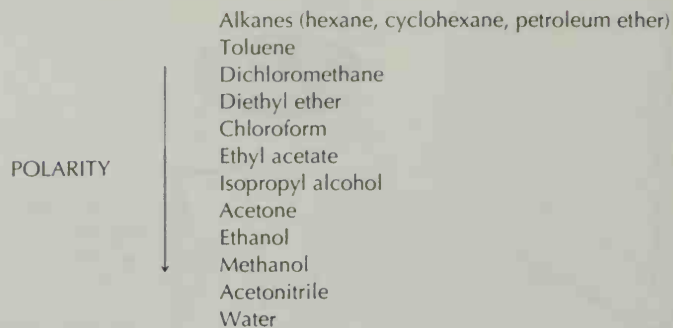 Alkanes (hexane, cyclohexane, petroleum ether)
Toluene
Dichloromethane
Diethyl ether
Chloroform
Ethyl acetate
POLARITY
Isopropyl alcohol
Acetone
Ethanol
Methanol
Acetonitrile
Water